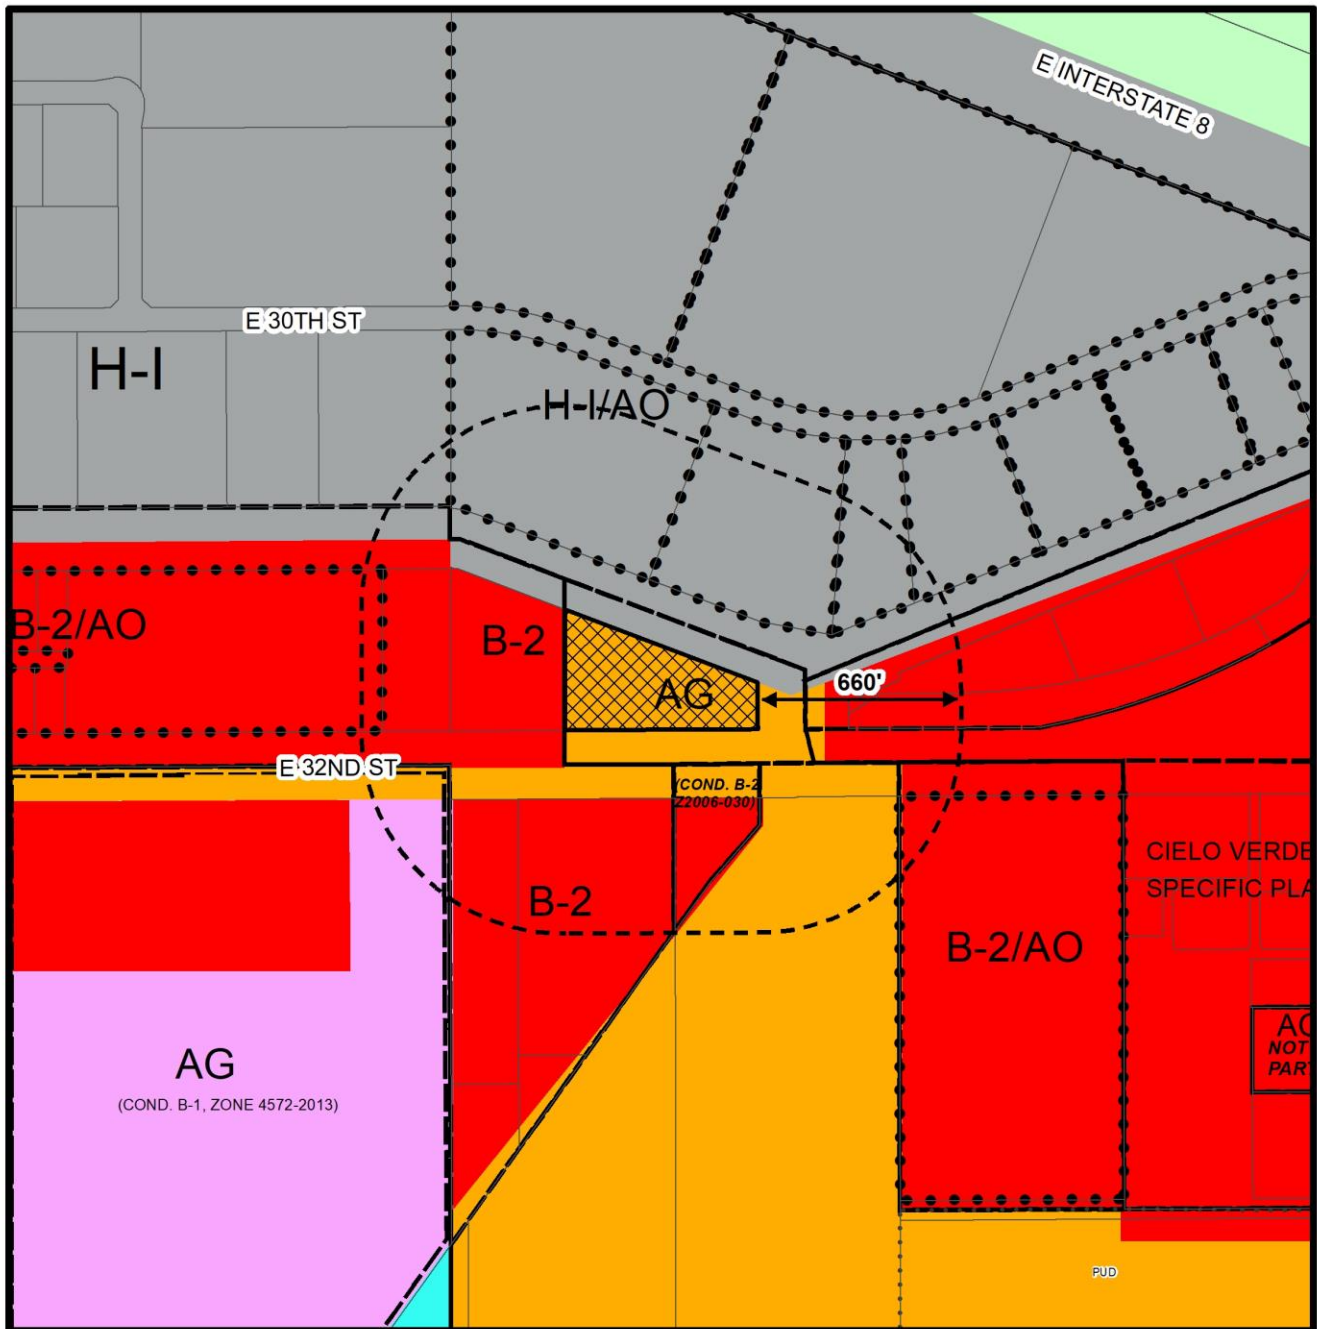 E INTERSTATE 8
E 30TH ST
H-I
H-I/AO
B-2/AO
B-2
AG
660'
E 32ND ST
(COND. B-2
Z2006-030)
CIELO VERDE
SPECIFIC PLA
B-2
B-2/AO
AG
(COND. B-1, ZONE 4572-2013)
AG
NOT
PAR
PUD